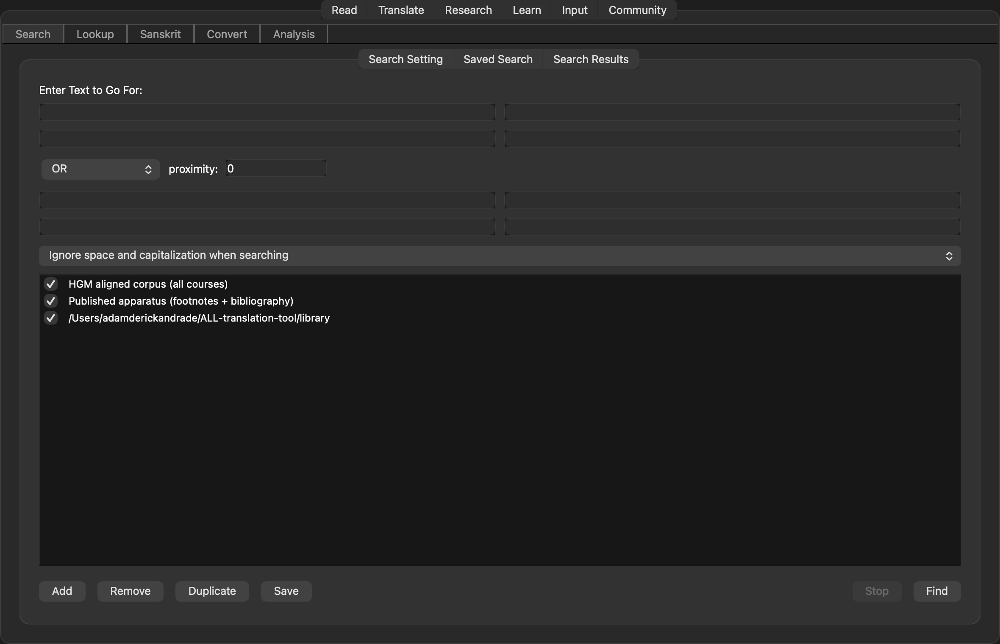 Read Translate Research Learn Input Community
Search Lookup Sanskrit Convert Analysis
Search Setting Saved Search Search Results
Enter Text to Go For:
OR proximity: 0
Ignore space and capitalization when searching
HGM aligned corpus (all courses)
Published apparatus (footnotes + bibliography)
/Users/adamderickandrade/ALL-translation-tool/library
Add Remove Duplicate Save Stop Find